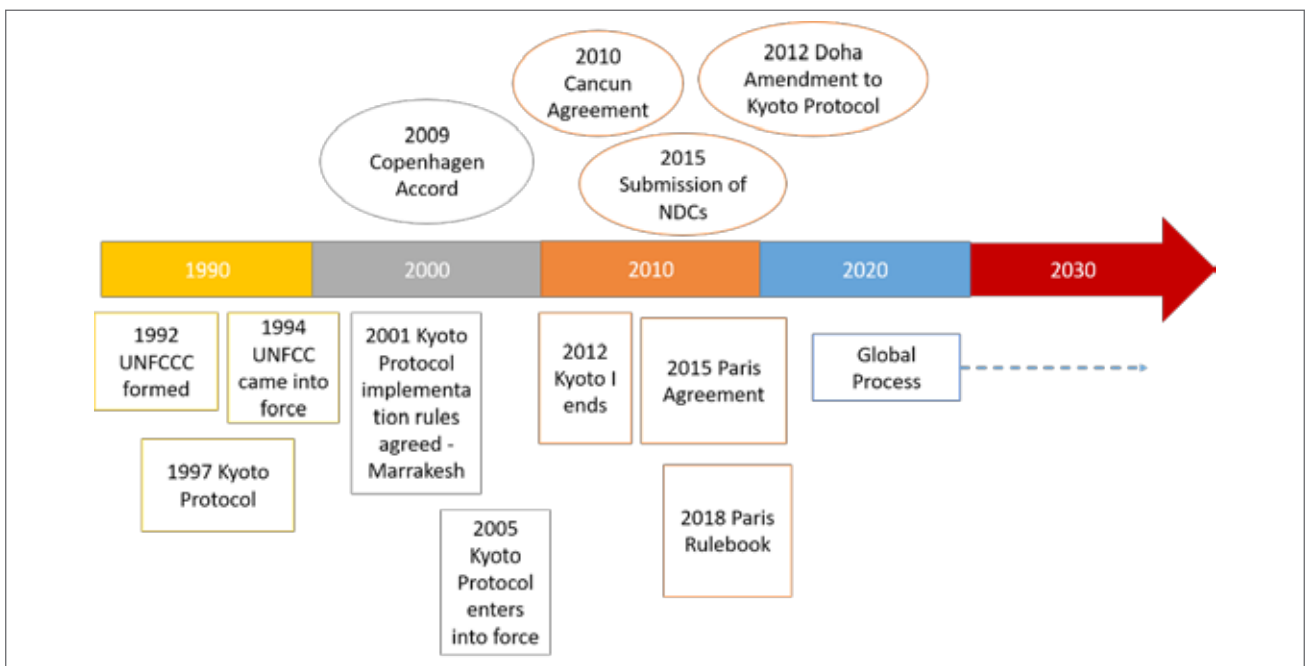 2010
Cancun
Agreement
2012 Doha
Amendment to
Kyoto Protocol
2009
Copenhagen
Accord
2015
Submission of
NDCs
1990
2000
2010
2020
2030
1992
UNFCCC
formed
1994
UNFCC
came into
force
2001 Kyoto
Protocol
implementa
tion rules
agreed -
Marrakesh
2012
Kyoto I
ends
2015 Paris
Agreement
Global
Process
1997 Kyoto
Protocol
2018 Paris
Rulebook
2005
Kyoto
Protocol
enters
into force